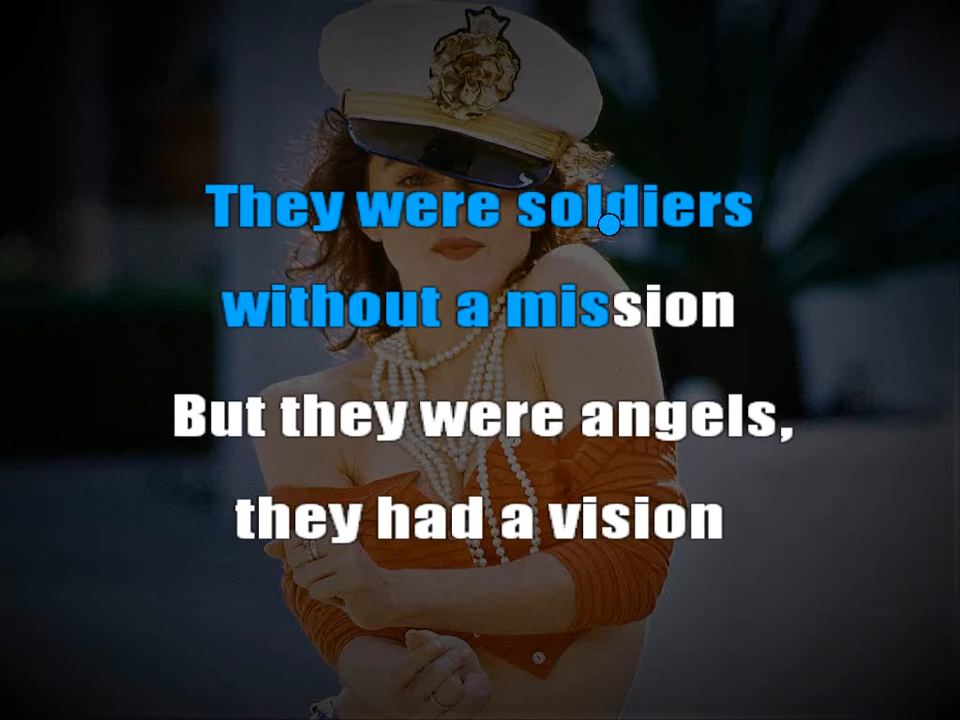 They were soldiers
without a mission
But they were angels,
they had a vision